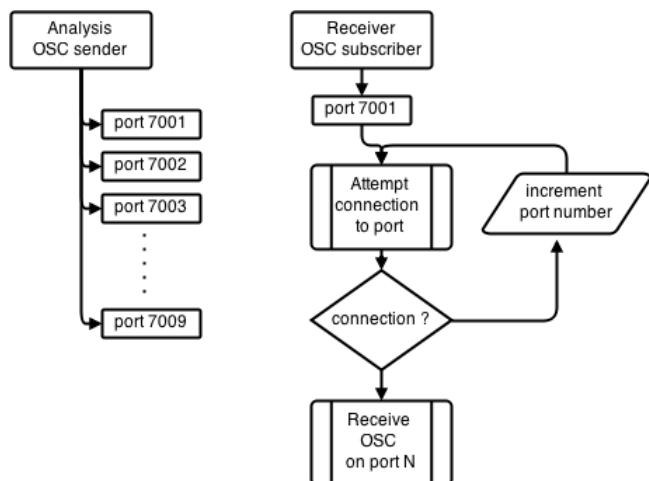 Analysis
OSC sender
port 7001
port 7002
port 7003
port 7009
Receiver
OSC subscriber
port 7001
Attempt
connection
to port
increment
port number
connection ?
Receive
OSC
on port N